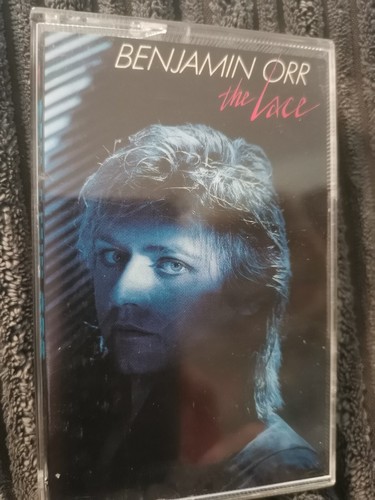 BENJAMIN ORR
the Lace